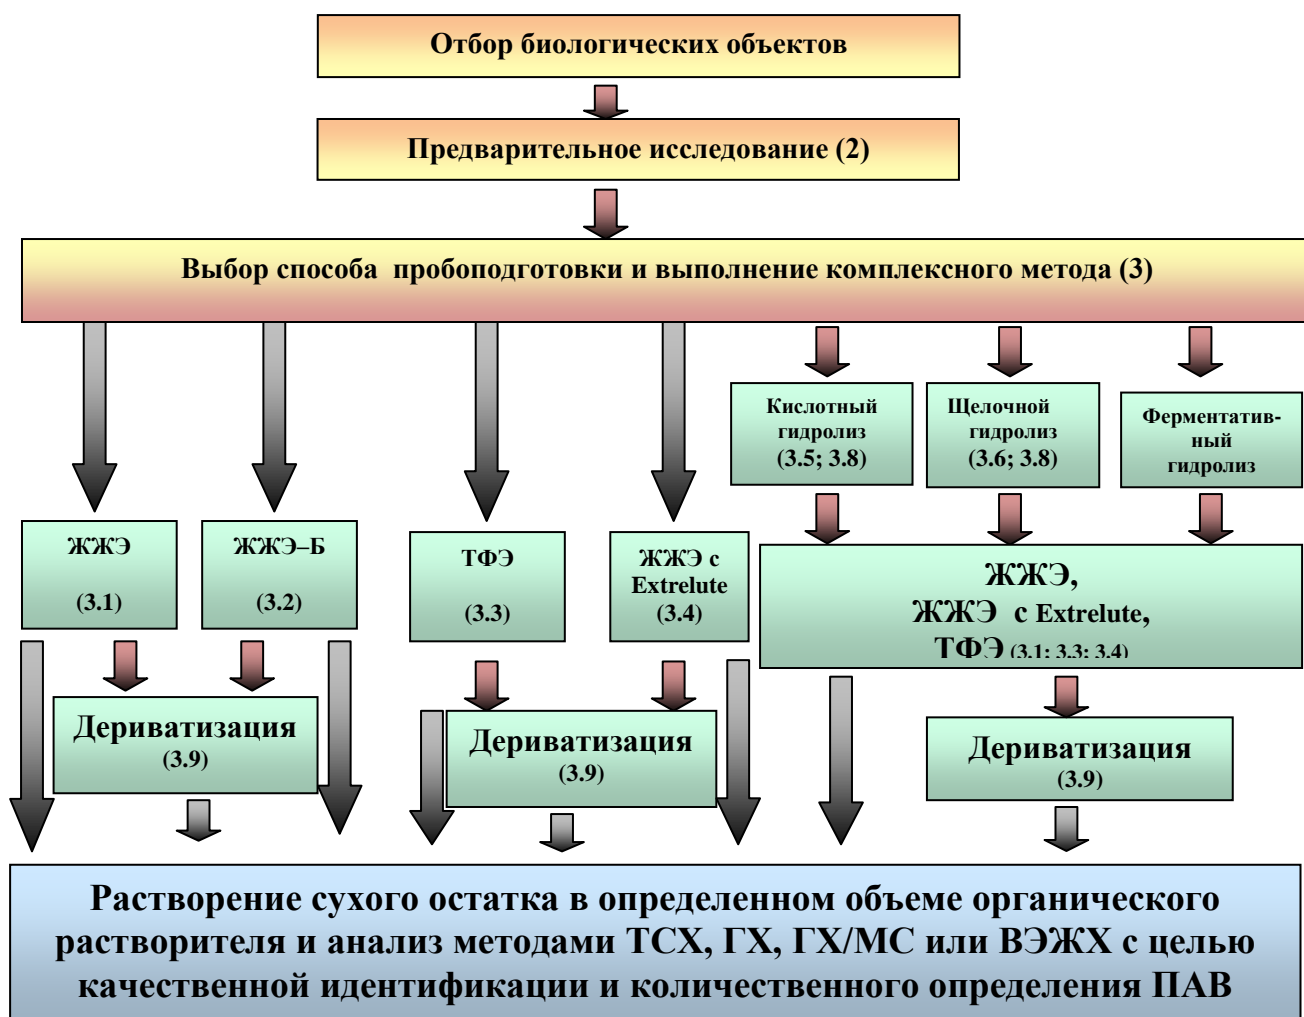 Отбор биологических объектов
Предварительное исследование (2)
Выбор способа пробоподготовки и выполнение комплексного метода (3)
Кислотный
гидролиз
(3.5; 3.8)
Щелочной
гидролиз
(3.6; 3.8)
Ферментатив-
ный
гидролиз
ЖЖЭ
(3.1)
ЖЖЭ–Б
(3.2)
ТФЭ
(3.3)
ЖЖЭ с
Extrelute
(3.4)
ЖЖЭ,
ЖЖЭ с Extrelute,
ТФЭ (3.1; 3.3; 3.4)
Дериватизация
(3.9)
Дериватизация
(3.9)
Дериватизация
(3.9)
Растворение сухого остатка в определенном объеме органического
растворителя и анализ методами ТСХ, ГХ, ГХ/МС или ВЭЖХ с целью
качественной идентификации и количественного определения ПАВ